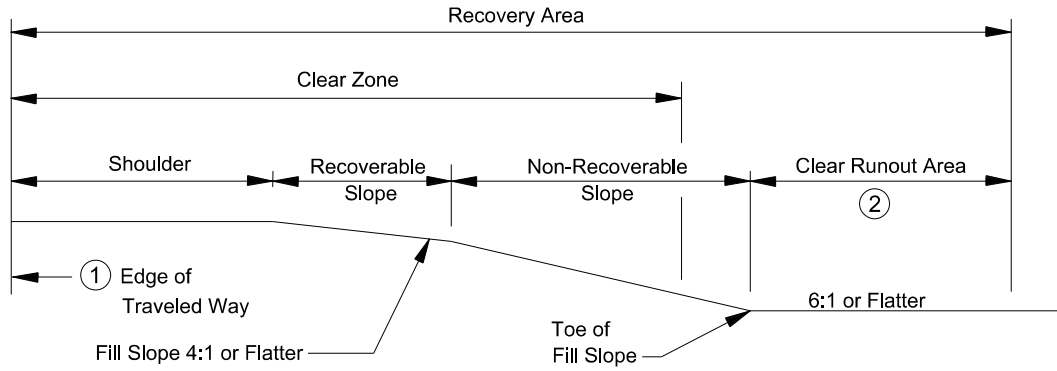 Recovery Area
Clear Zone
Shoulder
Recoverable
Slope
Non-Recoverable
Slope
Clear Runout Area
2
1 Edge of
Traveled Way
6:1 or Flatter
Fill Slope 4:1 or Flatter
Toe of
Fill Slope